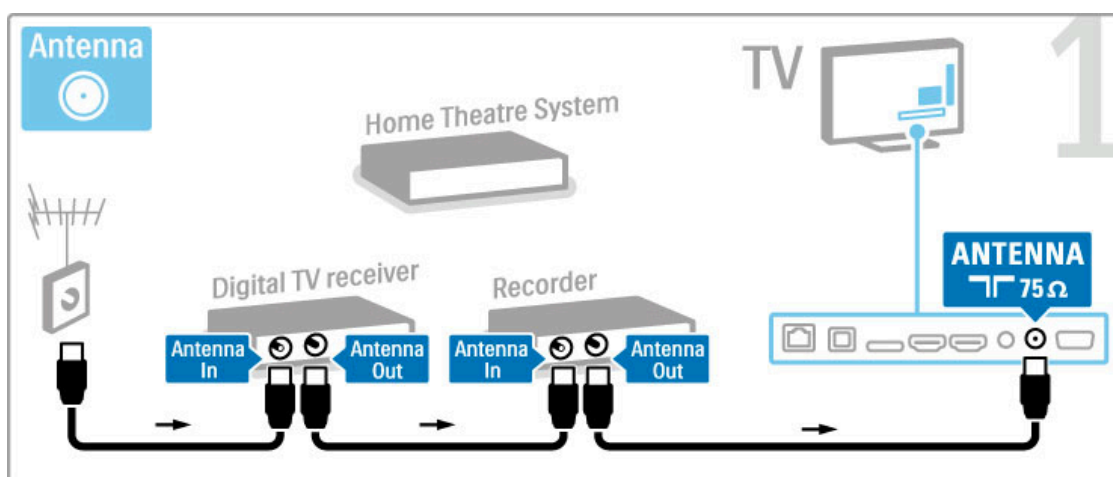 Antenna
TV
1
Home Theatre System
Digital TV receiver
Recorder
ANTENNA
75 Ω
Antenna
In
Antenna
Out
Antenna
In
Antenna
Out